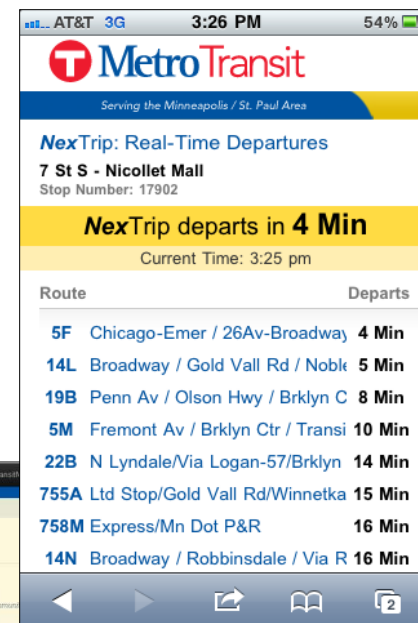 AT&T 3G 3:26 PM 54%
T MetroTransit
Serving the Minneapolis / St. Paul Area
NexTrip: Real-Time Departures
7 St S - Nicollet Mall
Stop Number: 17902
NexTrip departs in 4 Min
Current Time: 3:25 pm
Route Departs
5F Chicago-Emer / 26Av-Broadway 4 Min
14L Broadway / Gold Vall Rd / Noble 5 Min
19B Penn Av / Olson Hwy / Brklyn C 8 Min
5M Fremont Av / Brklyn Ctr / Transi 10 Min
22B N Lyndale/Via Logan-57/Brklyn 14 Min
755A Ltd Stop/Gold Vall Rd/Winnetka 15 Min
758M Express/Mn Dot P&R 16 Min
14N Broadway / Robbinsdale / Via R 16 Min
2